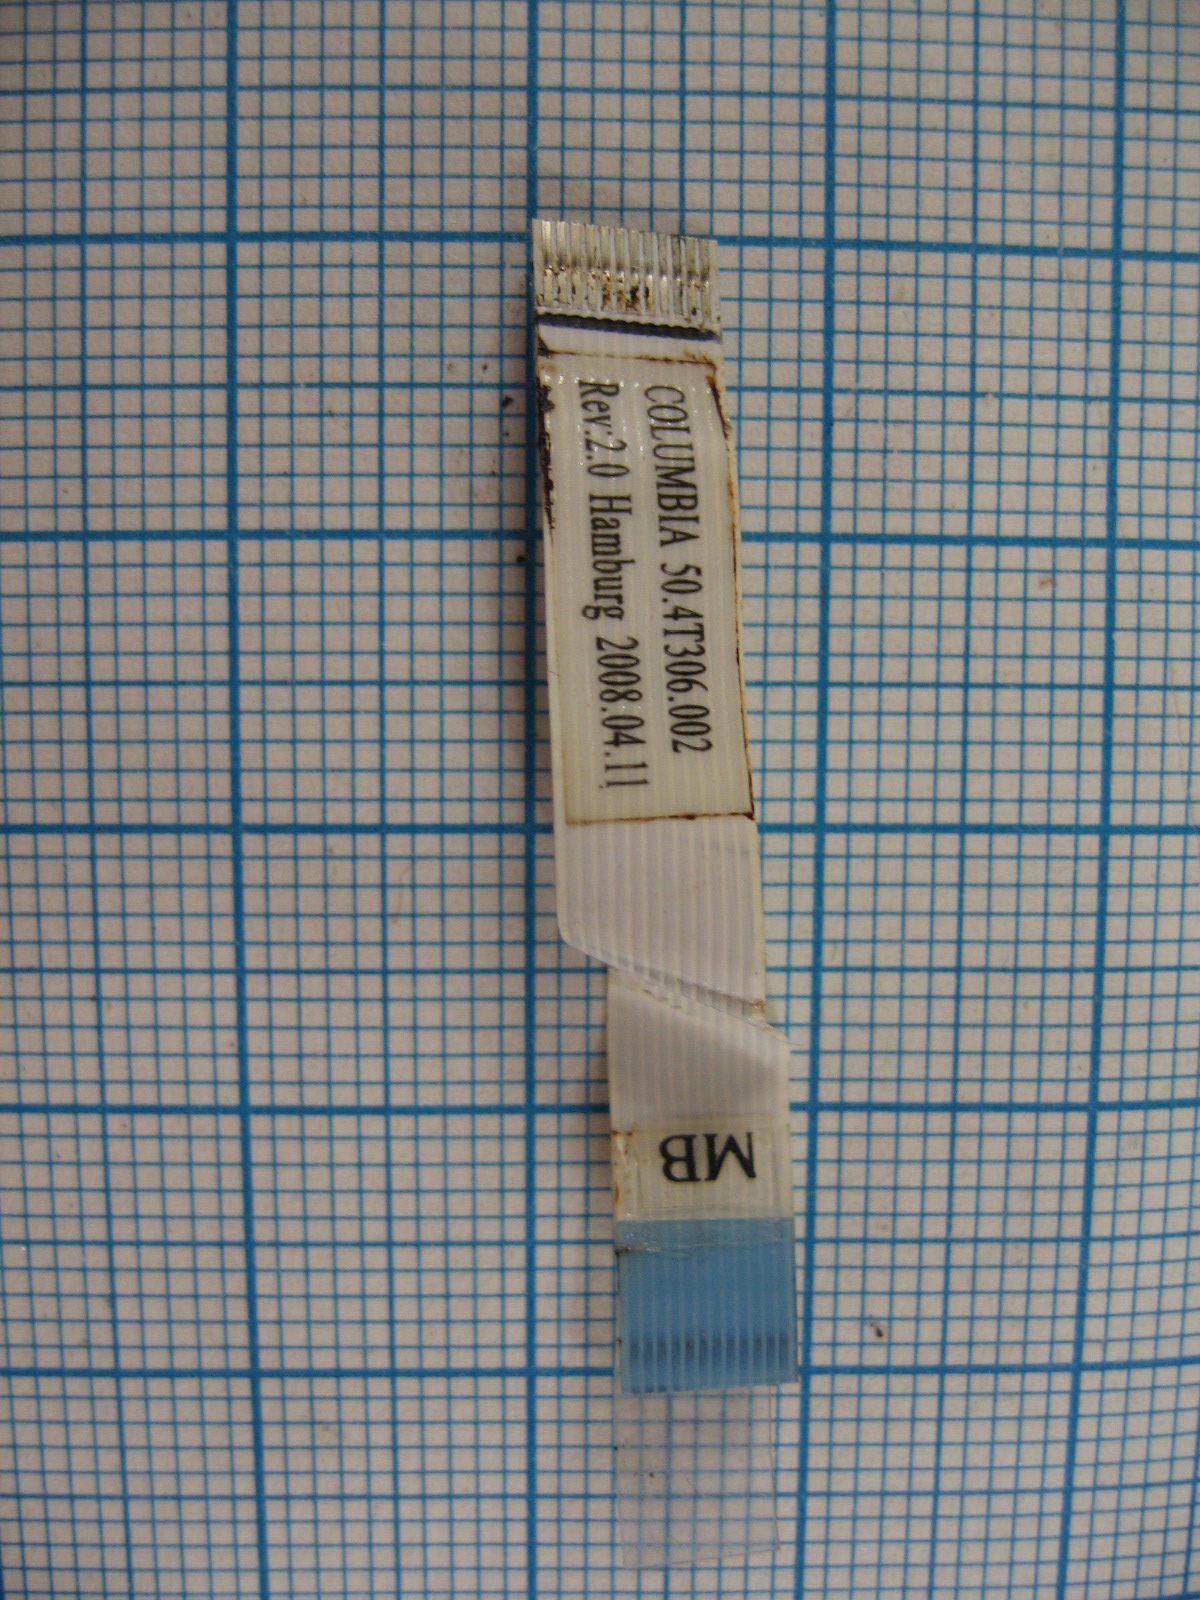 COLUMBIA 50.4T306.002
Rev:2.0 Hamburg 2008.04.11
MB